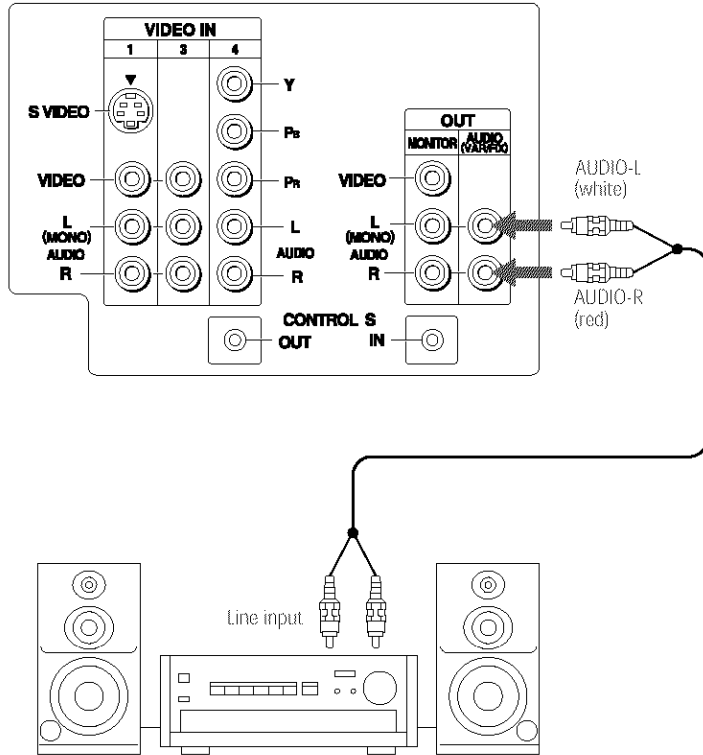 VIDEO IN
1 3 4
S VIDEO
Y
PB
VIDEO
PR
L
(MONO)
AUDIO
R
L
AUDIO
R
OUT
MONITOR
AUDIO
(VAR/FIX)
VIDEO
L
(MONO)
AUDIO
R
AUDIO-L
(white)
AUDIO-R
(red)
CONTROL S
OUT
IN
Line input